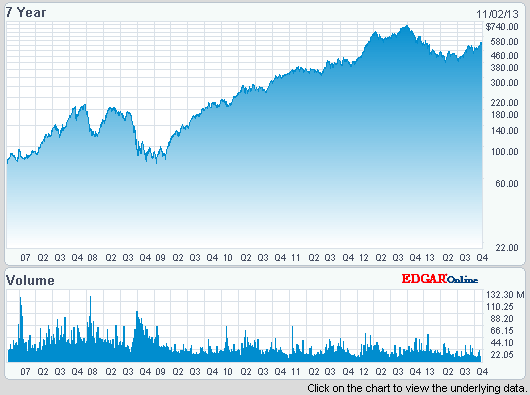 7 Year 11/02/13
$740.00
580.00
460.00
380.00
300.00
220.00
180.00
140.00
100.00
60.00
22.00
07 Q2 Q3 Q4 08 Q2 Q3 Q4 09 Q2 Q3 Q4 10 Q2 Q3 Q4 11 Q2 Q3 Q4 12 Q2 Q3 Q4 13 Q2 Q3 Q4
Volume EDGAR Online
132.30 M
110.25
88.20
66.15
44.10
22.05
07 Q2 Q3 Q4 08 Q2 Q3 Q4 09 Q2 Q3 Q4 10 Q2 Q3 Q4 11 Q2 Q3 Q4 12 Q2 Q3 Q4 13 Q2 Q3 Q4
Click on the chart to view the underlying data.